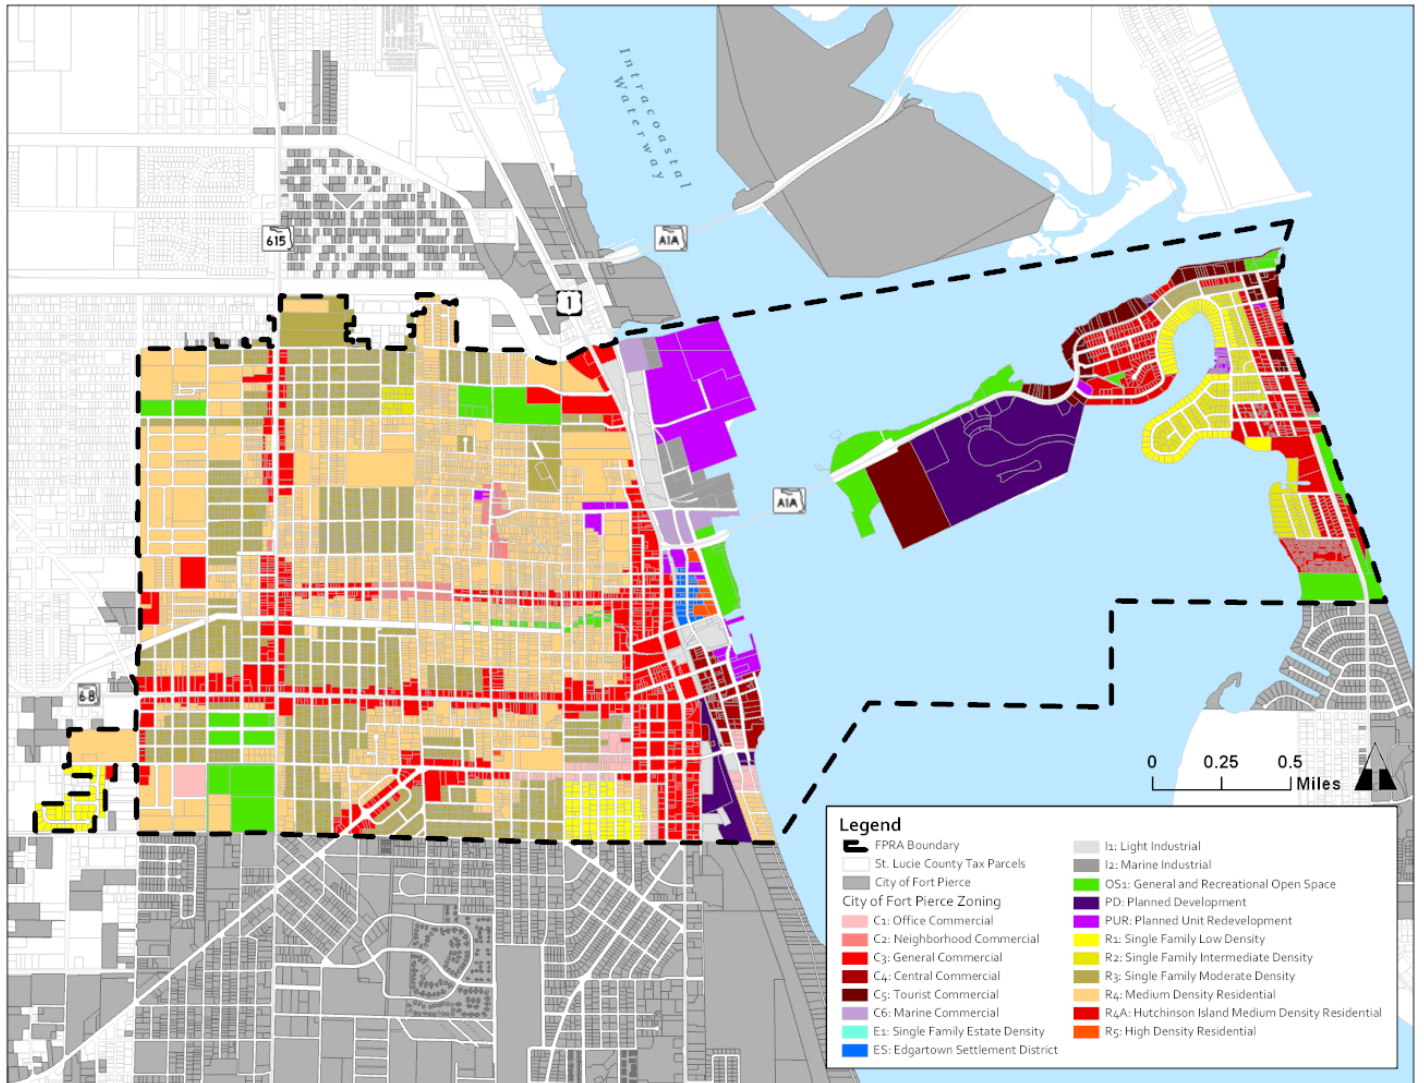 Intracoastal
Waterway
615
A1A
1
A1A
68
0 0.25 0.5
Miles
Legend
FPRA Boundary
St. Lucie County Tax Parcels
City of Fort Pierce
City of Fort Pierce Zoning
C1: Office Commercial
C2: Neighborhood Commercial
C3: General Commercial
C4: Central Commercial
C5: Tourist Commercial
C6: Marine Commercial
E1: Single Family Estate Density
ES: Edgartown Settlement District
I1: Light Industrial
I2: Marine Industrial
OS1: General and Recreational Open Space
PD: Planned Development
PUR: Planned Unit Redevelopment
R1: Single Family Low Density
R2: Single Family Intermediate Density
R3: Single Family Moderate Density
R4: Medium Density Residential
R4A: Hutchinson Island Medium Density Residential
R5: High Density Residential